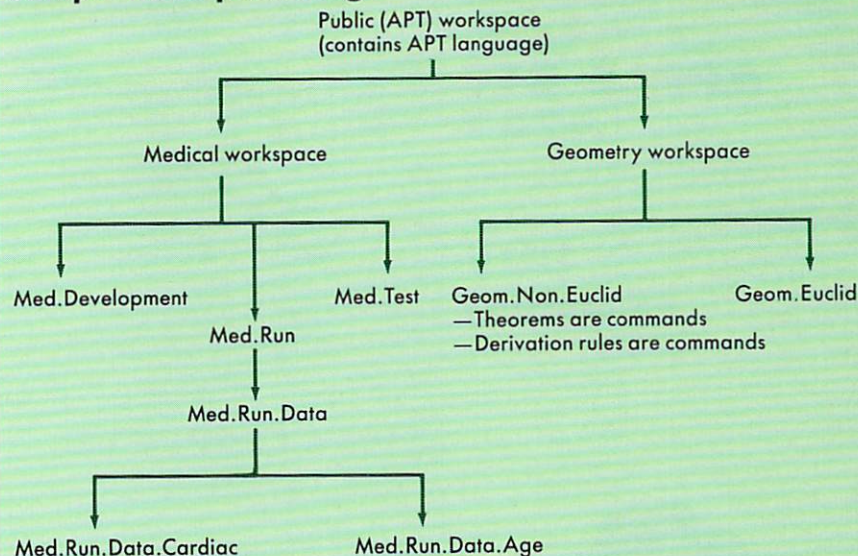 Public (APT) workspace
(contains APT language)
Medical workspace
Geometry workspace
Med.Development
Med.Test
Geom.Non.Euclid
—Theorems are commands
—Derivation rules are commands
Geom.Euclid
Med.Run
Med.Run.Data
Med.Run.Data.Cardiac
Med.Run.Data.Age